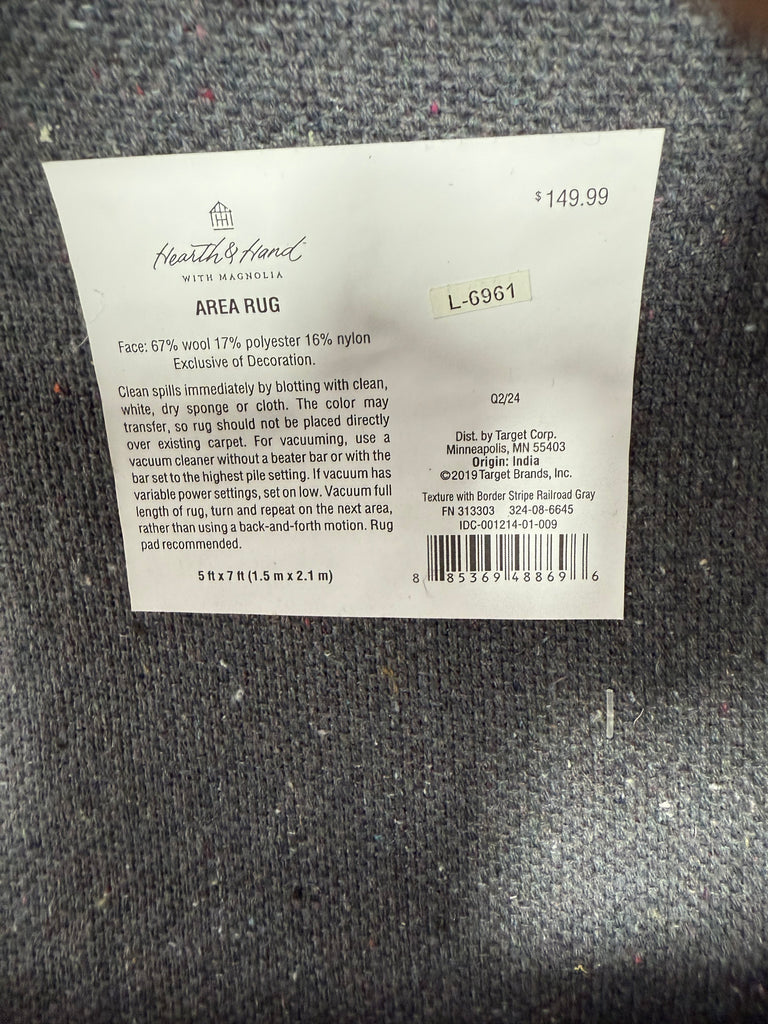 $149.99
Hearth & Hand™
WITH MAGNOLIA
AREA RUG
L-6961
Face: 67% wool 17% polyester 16% nylon
Exclusive of Decoration.
Clean spills immediately by blotting with clean,
white, dry sponge or cloth. The color may
transfer, so rug should not be placed directly
over existing carpet. For vacuuming, use a
vacuum cleaner without a beater bar or with the
bar set to the highest pile setting. If vacuum has
variable power settings, set on low. Vacuum full
length of rug, turn and repeat on the next area,
rather than using a back-and-forth motion. Rug
pad recommended.
5 ft x 7 ft (1.5 m x 2.1 m)
Q2/24
Dist. by Target Corp.
Minneapolis, MN 55403
Origin: India
©2019 Target Brands, Inc.
Texture with Border Stripe Railroad Gray
FN 313303 324-08-6645
IDC-001214-01-009
8 85369 48869 6